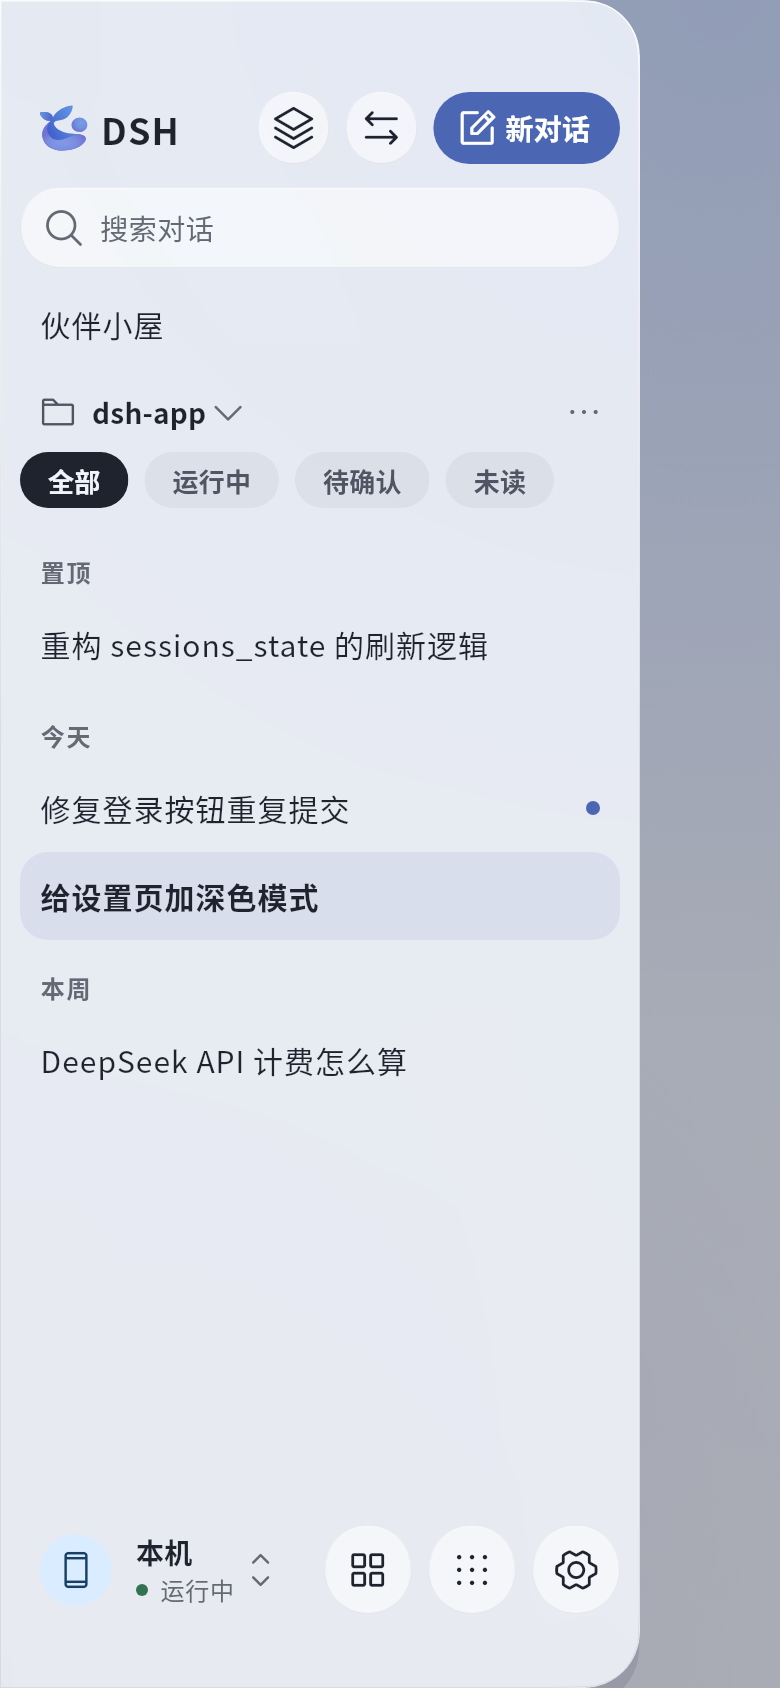 DSH
新对话
搜索对话
伙伴小屋
dsh-app
全部 运行中 待确认 未读
置顶
重构 sessions_state 的刷新逻辑
今天
修复登录按钮重复提交
给设置页加深色模式
本周
DeepSeek API 计费怎么算
本机
运行中